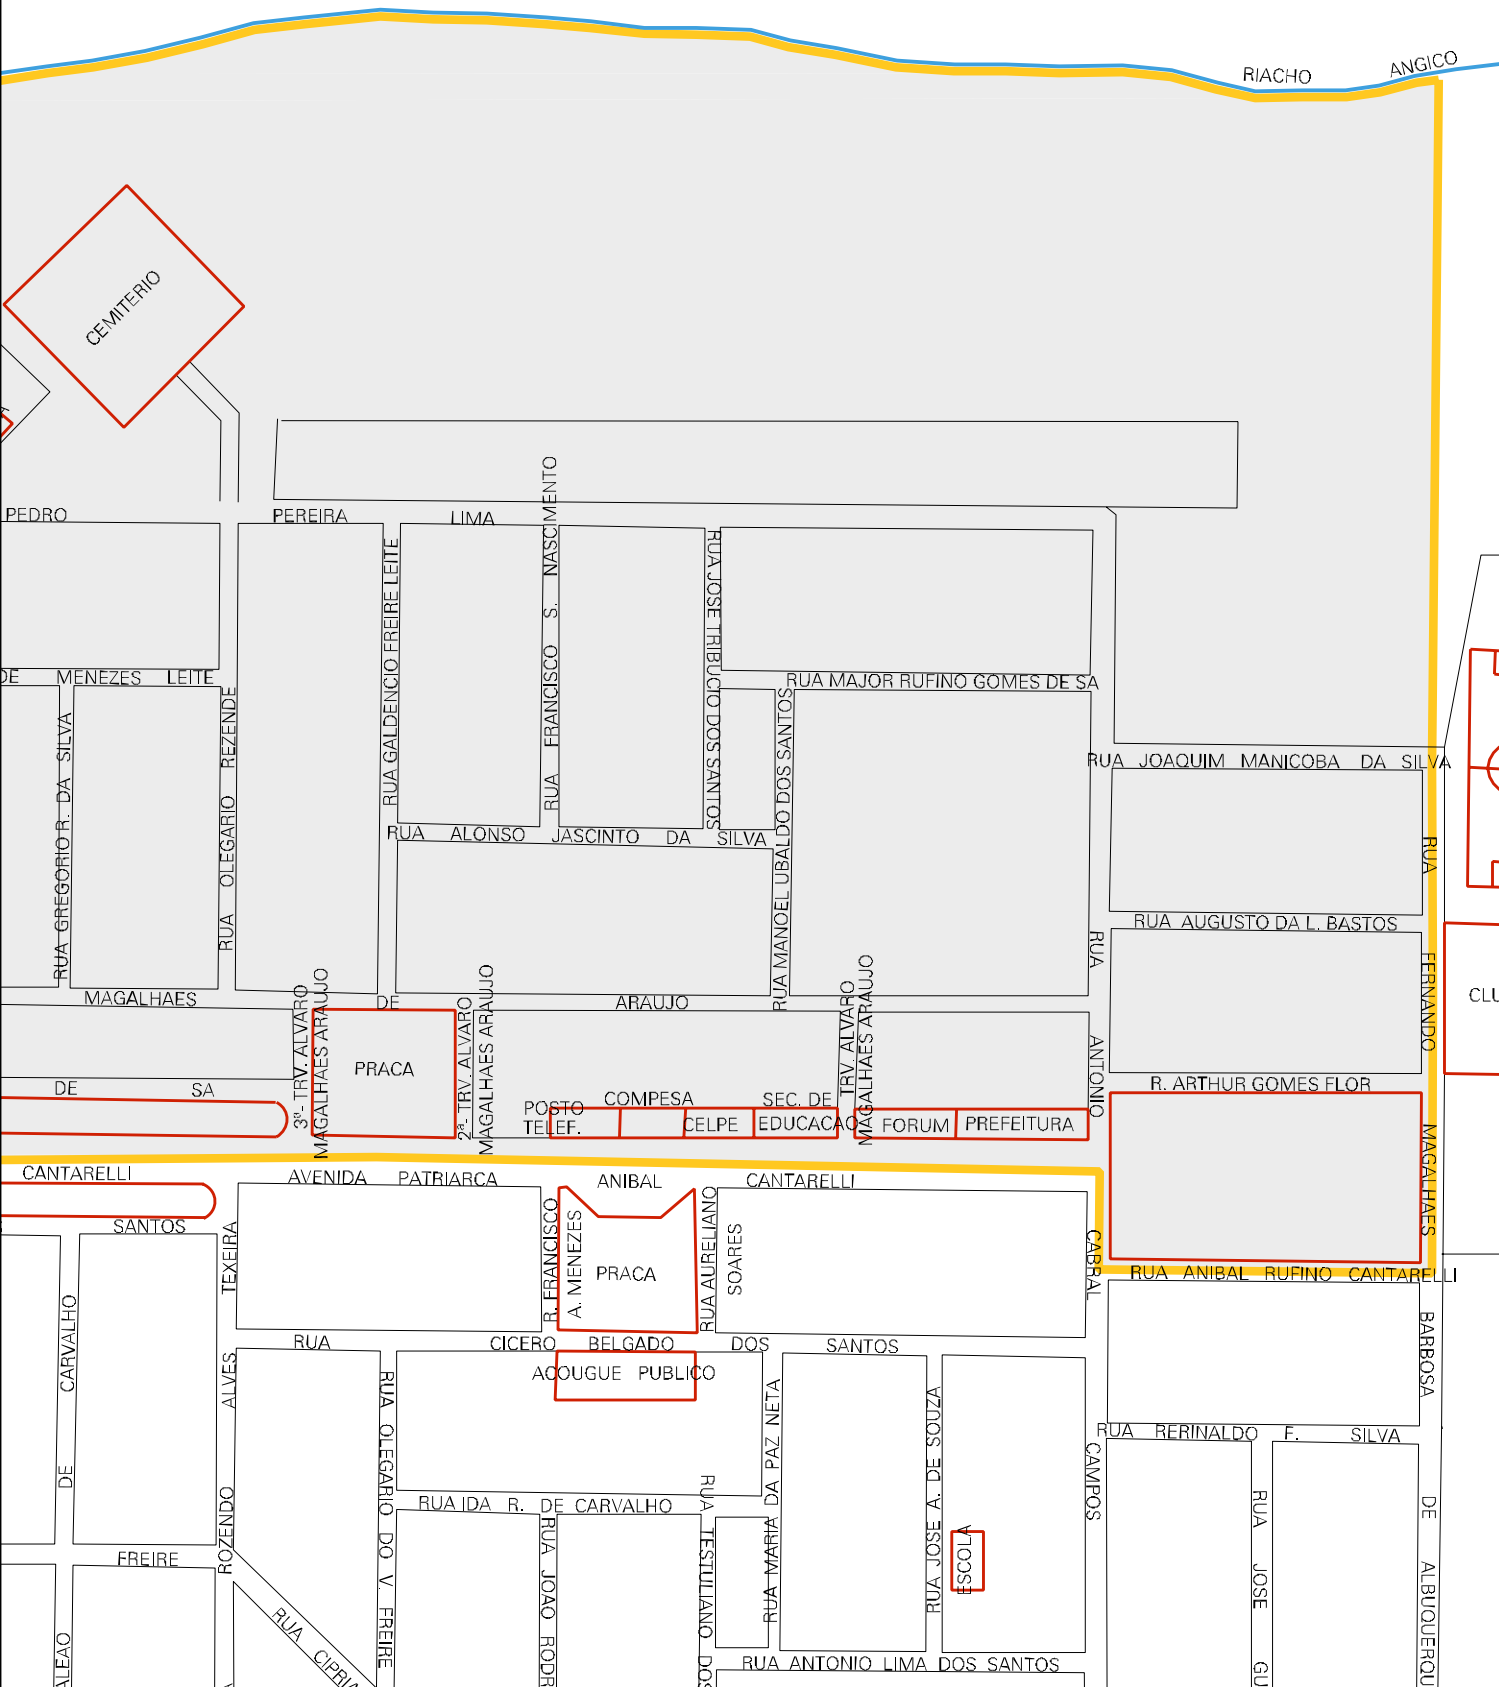 RIACHO ANGICO
CEMITERIO
PEDRO PEREIRA LIMA
RUA GALDENCIO FREIRE LEITE
RUA FRANCISCO S. NASCIMENTO
RUA JOSE TRIBUCIO DOS SANTOS
DE MENEZES LEITE
RUA MAJOR RUFINO GOMES DE SA
RUA GREGORIO R. DA SILVA
RUA OLEGARIO REZENDE
RUA MANOEL UBALDO DOS SANTOS
RUA JOAQUIM MANICOBA DA SILVA
RUA ALONSO JASCINTO DA SILVA
RUA AUGUSTO DA L. BASTOS
RUA FERNANDO MAGALHAES BARBOSA DE ALBUQUERQU
CLU
MAGALHAES DE ARAUJO
3ª- TRV. ALVARO
MAGALHAES ARAUJO
PRACA
2ª- TRV. ALVARO
MAGALHAES ARAUJO
TRV. ALVARO
MAGALHAES ARAUJO
RUA ANTONIO CABRAL CAMPOS
DE SA
R. ARTHUR GOMES FLOR
POSTO
TELEF.
COMPESA
CELPE
SEC. DE
EDUCACAO
FORUM
PREFEITURA
CANTARELLI
AVENIDA PATRIARCA ANIBAL CANTARELLI
SANTOS
ROZENDO ALVES TEXEIRA
R. FRANCISCO
A. MENEZES
PRACA
RUA AURELIANO
SOARES
RUA ANIBAL RUFINO CANTARELLI
DE CARVALHO
RUA CICERO BELGADO DOS SANTOS
ACOUGUE PUBLICO
RUA OLEGARIO DO V. FREIRE
RUA MARIA DA PAZ NETA
RUA JOSE A. DE SOUZA
RUA RERINALDO F. SILVA
RUA IDA R. DE CARVALHO
RUA JOAO RODR
RUA TESTULIANO DOS
ESCOLA
RUA JOSE GU
FREIRE
ALEAO
RUA CIPRIA
RUA ANTONIO LIMA DOS SANTOS